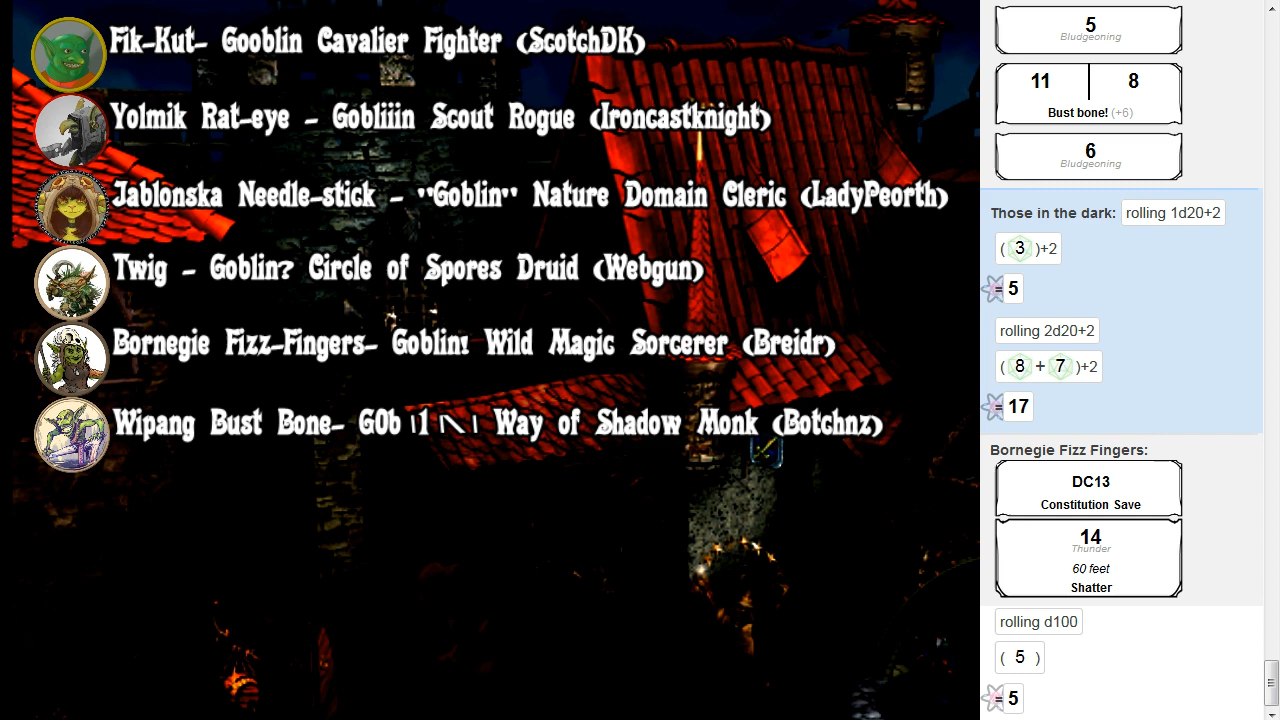 Fik-Kut- Gooblin Cavalier Fighter (ScotchDK)
Yolmik Rat-eye - Gobliiin Scout Rogue (Ironcastknight)
Jablonska Needle-stick - "Goblin" Nature Domain Cleric (LadyPeorth)
Twig - Goblin? Circle of Spores Druid (Webgun)
Bornegie Fizz-Fingers- Goblin! Wild Magic Sorcerer (Breidr)
Wipang Bust Bone- G0b Way of Shadow Monk (Botchnz)
5
Bludgeoning
11 8
Bust bone! (+6)
6
Bludgeoning
Those in the dark: rolling 1d20+2
( 3 )+2
= 5
rolling 2d20+2
( 8 + 7 )+2
= 17
Bornegie Fizz Fingers:
DC13
Constitution Save
14
Thunder
60 feet
Shatter
rolling d100
( 5 )
= 5